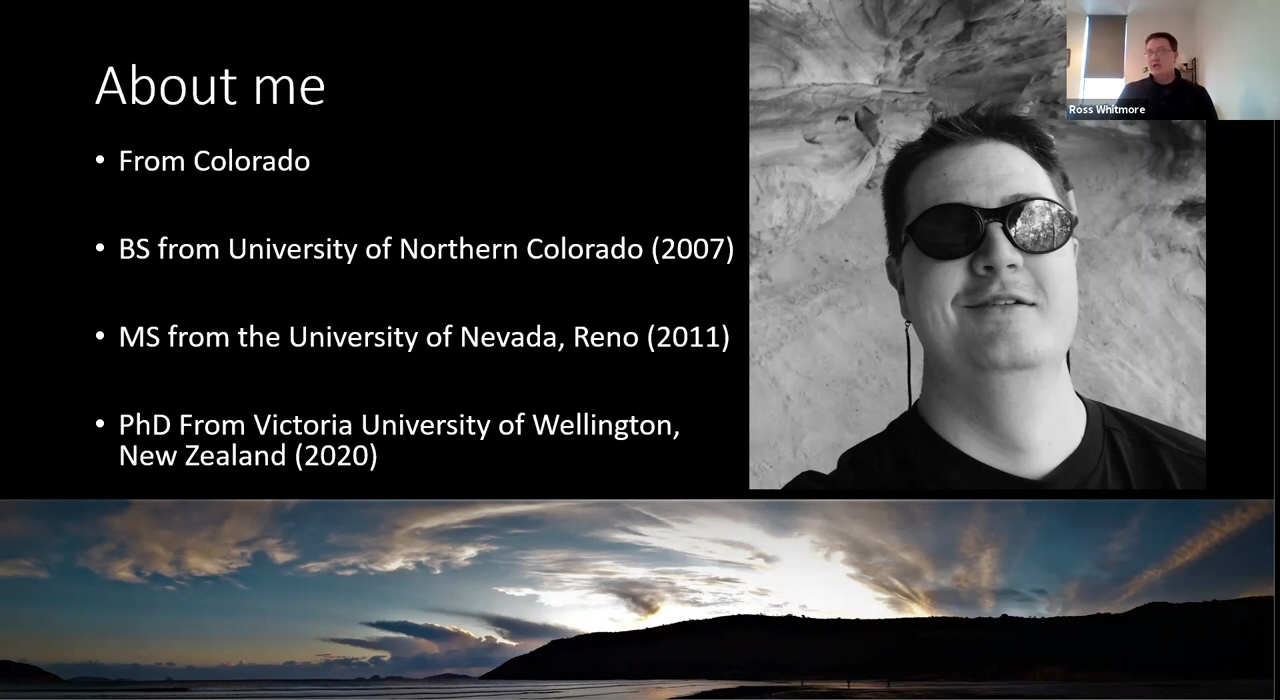 About me
• From Colorado
• BS from University of Northern Colorado (2007)
• MS from the University of Nevada, Reno (2011)
• PhD From Victoria University of Wellington,
New Zealand (2020)
Ross Whitmore